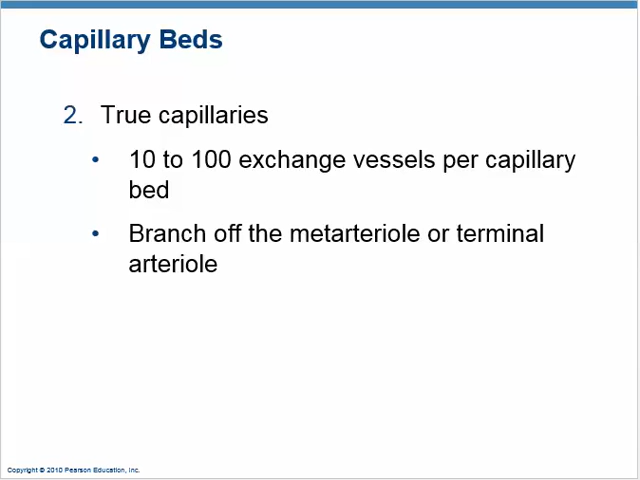 Capillary Beds
2. True capillaries
• 10 to 100 exchange vessels per capillary
bed
• Branch off the metarteriole or terminal
arteriole
Copyright © 2010 Pearson Education, Inc.